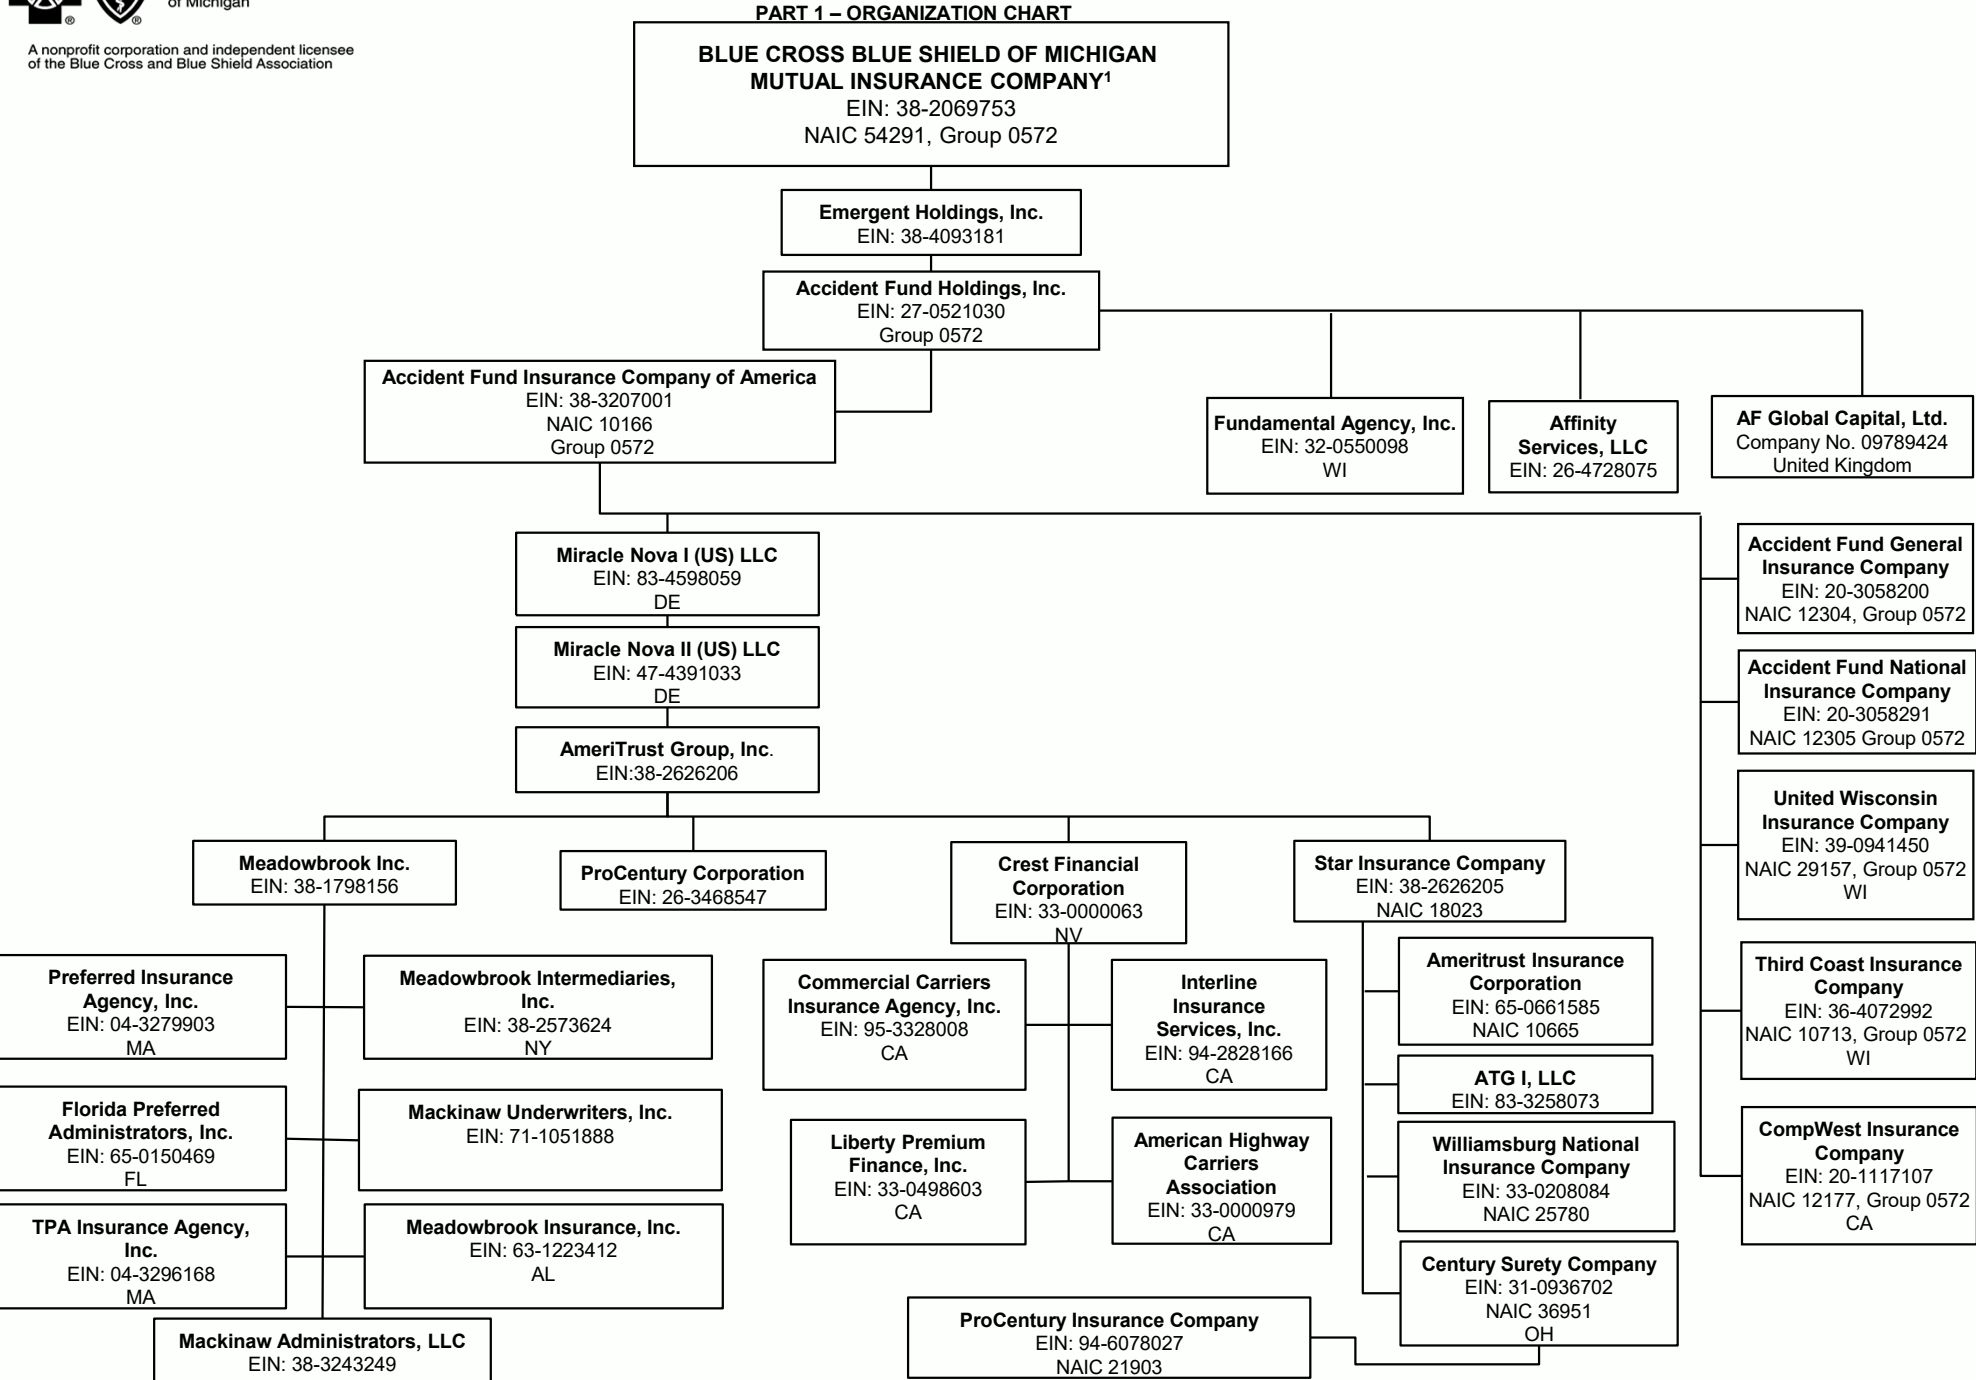 of Michigan
®
®
A nonprofit corporation and independent licensee
of the Blue Cross and Blue Shield Association
PART 1 – ORGANIZATION CHART
BLUE CROSS BLUE SHIELD OF MICHIGAN
MUTUAL INSURANCE COMPANY¹
EIN: 38-2069753
NAIC 54291, Group 0572
Emergent Holdings, Inc.
EIN: 38-4093181
Accident Fund Holdings, Inc.
EIN: 27-0521030
Group 0572
Accident Fund Insurance Company of America
EIN: 38-3207001
NAIC 10166
Group 0572
Fundamental Agency, Inc.
EIN: 32-0550098
WI
Affinity
Services, LLC
EIN: 26-4728075
AF Global Capital, Ltd.
Company No. 09789424
United Kingdom
Miracle Nova I (US) LLC
EIN: 83-4598059
DE
Miracle Nova II (US) LLC
EIN: 47-4391033
DE
AmeriTrust Group, Inc.
EIN:38-2626206
Accident Fund General
Insurance Company
EIN: 20-3058200
NAIC 12304, Group 0572
Accident Fund National
Insurance Company
EIN: 20-3058291
NAIC 12305 Group 0572
United Wisconsin
Insurance Company
EIN: 39-0941450
NAIC 29157, Group 0572
WI
Third Coast Insurance
Company
EIN: 36-4072992
NAIC 10713, Group 0572
WI
CompWest Insurance
Company
EIN: 20-1117107
NAIC 12177, Group 0572
CA
Meadowbrook Inc.
EIN: 38-1798156
ProCentury Corporation
EIN: 26-3468547
Crest Financial
Corporation
EIN: 33-0000063
NV
Star Insurance Company
EIN: 38-2626205
NAIC 18023
Preferred Insurance
Agency, Inc.
EIN: 04-3279903
MA
Meadowbrook Intermediaries,
Inc.
EIN: 38-2573624
NY
Florida Preferred
Administrators, Inc.
EIN: 65-0150469
FL
Mackinaw Underwriters, Inc.
EIN: 71-1051888
TPA Insurance Agency,
Inc.
EIN: 04-3296168
MA
Meadowbrook Insurance, Inc.
EIN: 63-1223412
AL
Mackinaw Administrators, LLC
EIN: 38-3243249
Commercial Carriers
Insurance Agency, Inc.
EIN: 95-3328008
CA
Interline
Insurance
Services, Inc.
EIN: 94-2828166
CA
Liberty Premium
Finance, Inc.
EIN: 33-0498603
CA
American Highway
Carriers
Association
EIN: 33-0000979
CA
Ameritrust Insurance
Corporation
EIN: 65-0661585
NAIC 10665
ATG I, LLC
EIN: 83-3258073
Williamsburg National
Insurance Company
EIN: 33-0208084
NAIC 25780
Century Surety Company
EIN: 31-0936702
NAIC 36951
OH
ProCentury Insurance Company
EIN: 94-6078027
NAIC 21903